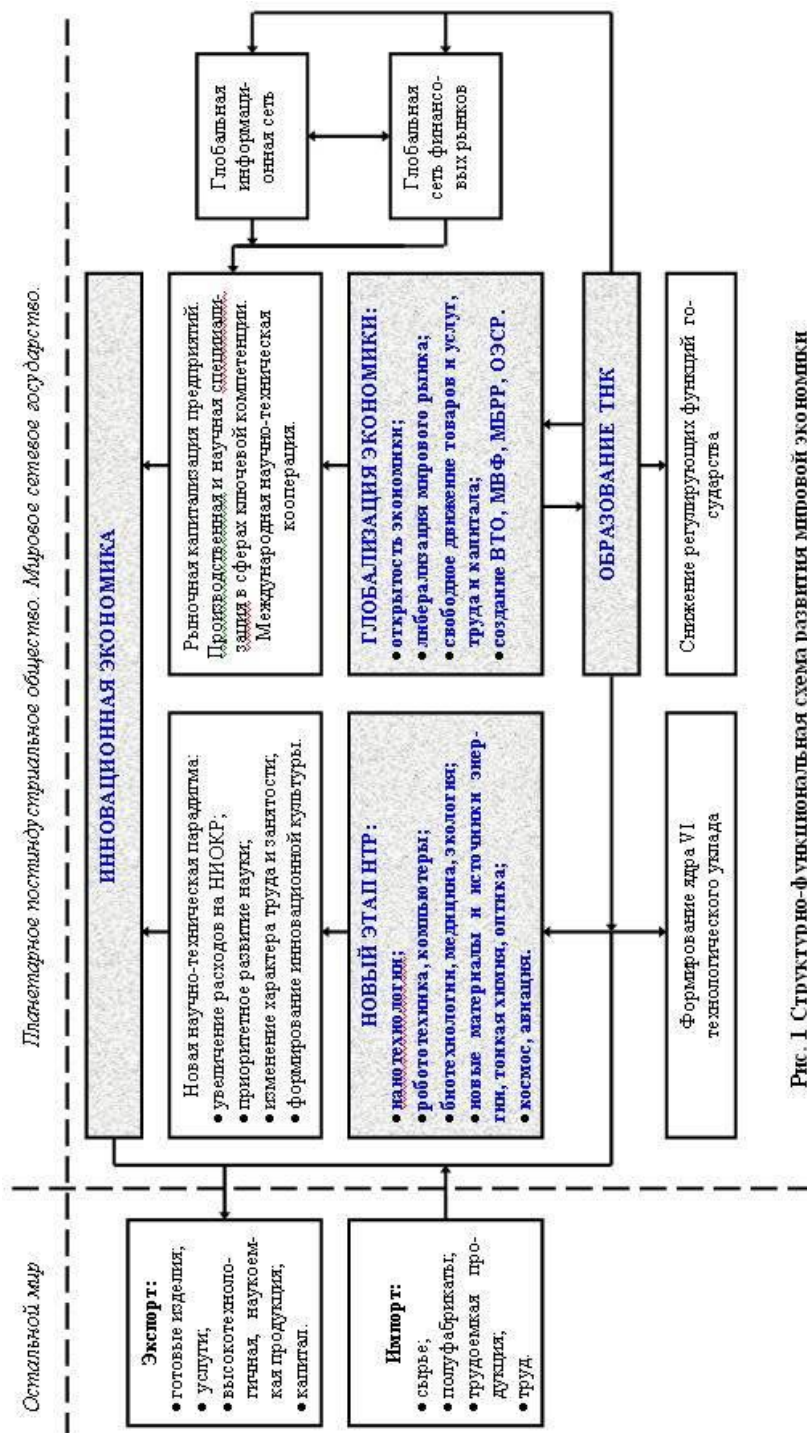 Остальной мир
Планетарное постиндустриальное общество. Мировое сетевое государство.
Экспорт:
● готовые изделия;
● услуги;
● высокотехноло-
гичная, наукоем-
кая продукция;
● капитал.
Импорт:
● сырье;
● полуфабрикаты;
● трудоемкая про-
дукция;
● труд.
ИННОВАЦИОННАЯ ЭКОНОМИКА
Новая научно-техническая парадигма:
● увеличение расходов на НИОКР;
● приоритетное развитие науки;
● изменение характера труда и занятости;
● формирование инновационной культуры.
Рыночная капитализация предприятий.
Производственная и научная специали-
зация в сферах ключевой компетенции.
Международная научно-техническая
кооперация.
НОВЫЙ ЭТАП НТР:
● нанотехнологии;
● робототехника, компьютеры;
● биотехнологии, медицина, экология;
● новые материалы и источники энер-
гии, тонкая химия, оптика;
● космос, авиация.
ГЛОБАЛИЗАЦИЯ ЭКОНОМИКИ:
● открытость экономики;
● либерализация мирового рынка;
● свободное движение товаров и услуг,
труда и капитала;
● создание ВТО, МВФ, МБРР, ОЭСР.
ОБРАЗОВАНИЕ ТНК
Формирование ядра VI
технологического уклада
Снижение регулирующих функций го-
сударства
Глобальная
информаци-
онная сеть
Глобальная
сеть финансо-
вых рынков
Рис. 1 Структурно-функциональная схема развития мировой экономики